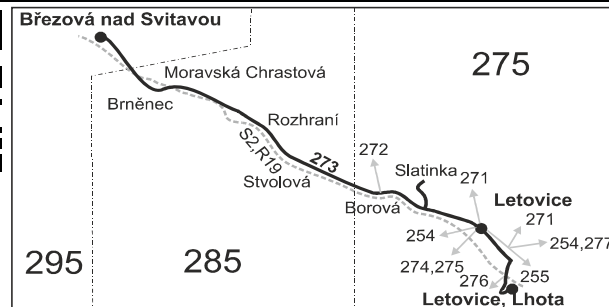 Březová nad Svitavou
275
Moravská Chrastová
Brněnec
Rozhraní
S2,R19
273
272
Slatinka
271
Stvolová
Letovice
Borová
271
254
254,277
295
285
274,275
276
255
Letovice, Lhota